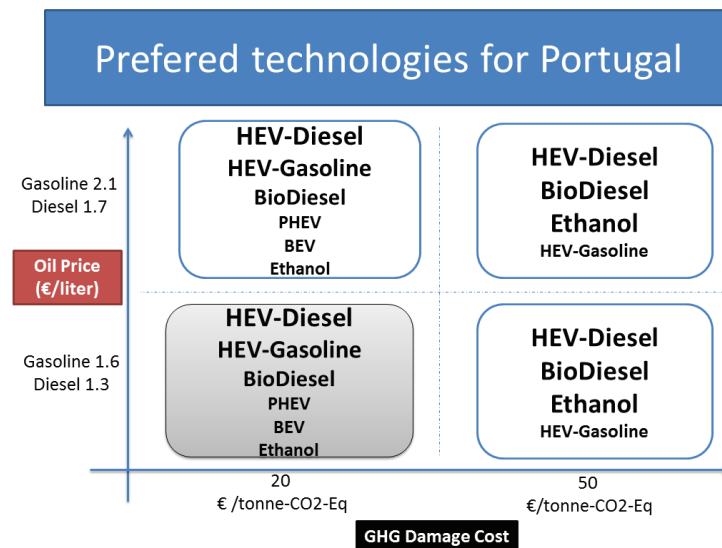 Prefered technologies for Portugal
Gasoline 2.1
Diesel 1.7
Oil Price
(€/liter)
Gasoline 1.6
Diesel 1.3
HEV-Diesel
HEV-Gasoline
BioDiesel
PHEV
BEV
Ethanol
HEV-Diesel
BioDiesel
Ethanol
HEV-Gasoline
HEV-Diesel
HEV-Gasoline
BioDiesel
PHEV
BEV
Ethanol
HEV-Diesel
BioDiesel
Ethanol
HEV-Gasoline
20
€ /tonne-CO2-Eq
50
€/tonne-CO2-Eq
GHG Damage Cost